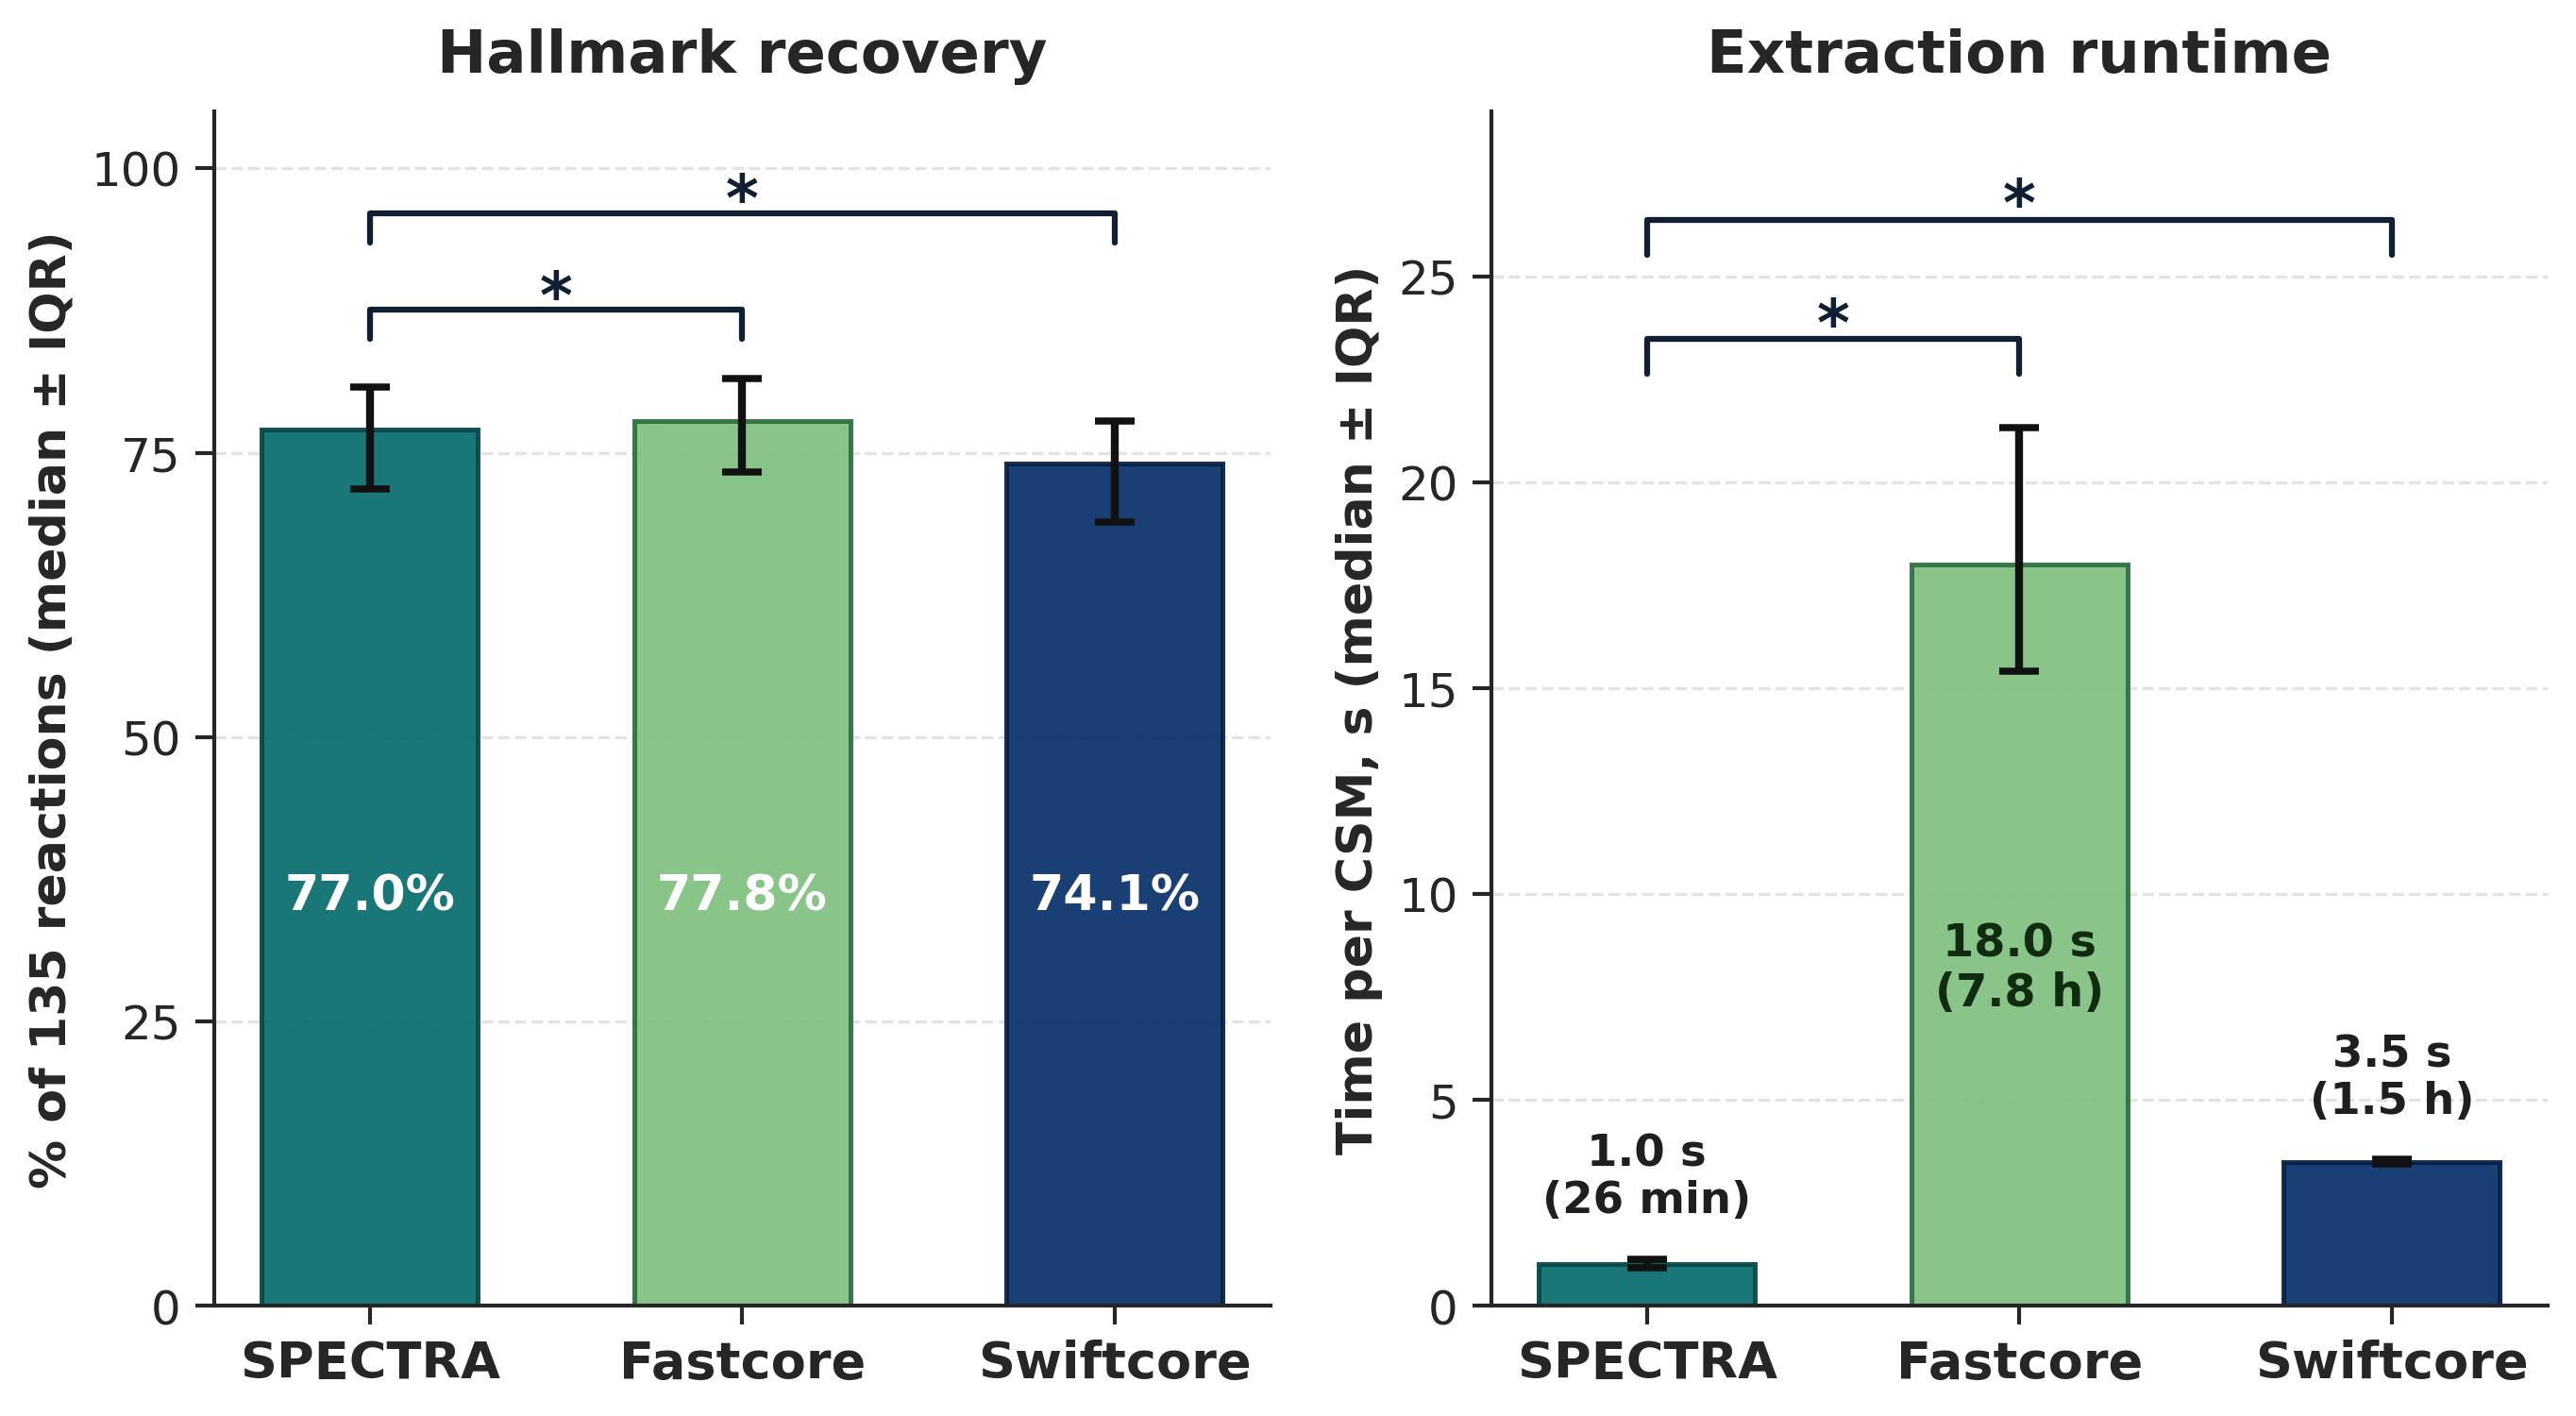 Hallmark recovery
% of 135 reactions (median ± IQR)
100
75
50
25
0
*
*
77.0%
77.8%
74.1%
SPECTRA
Fastcore
Swiftcore
Extraction runtime
Time per CSM, s (median ± IQR)
25
20
15
10
5
0
*
*
1.0 s
(26 min)
18.0 s
(7.8 h)
3.5 s
(1.5 h)
SPECTRA
Fastcore
Swiftcore